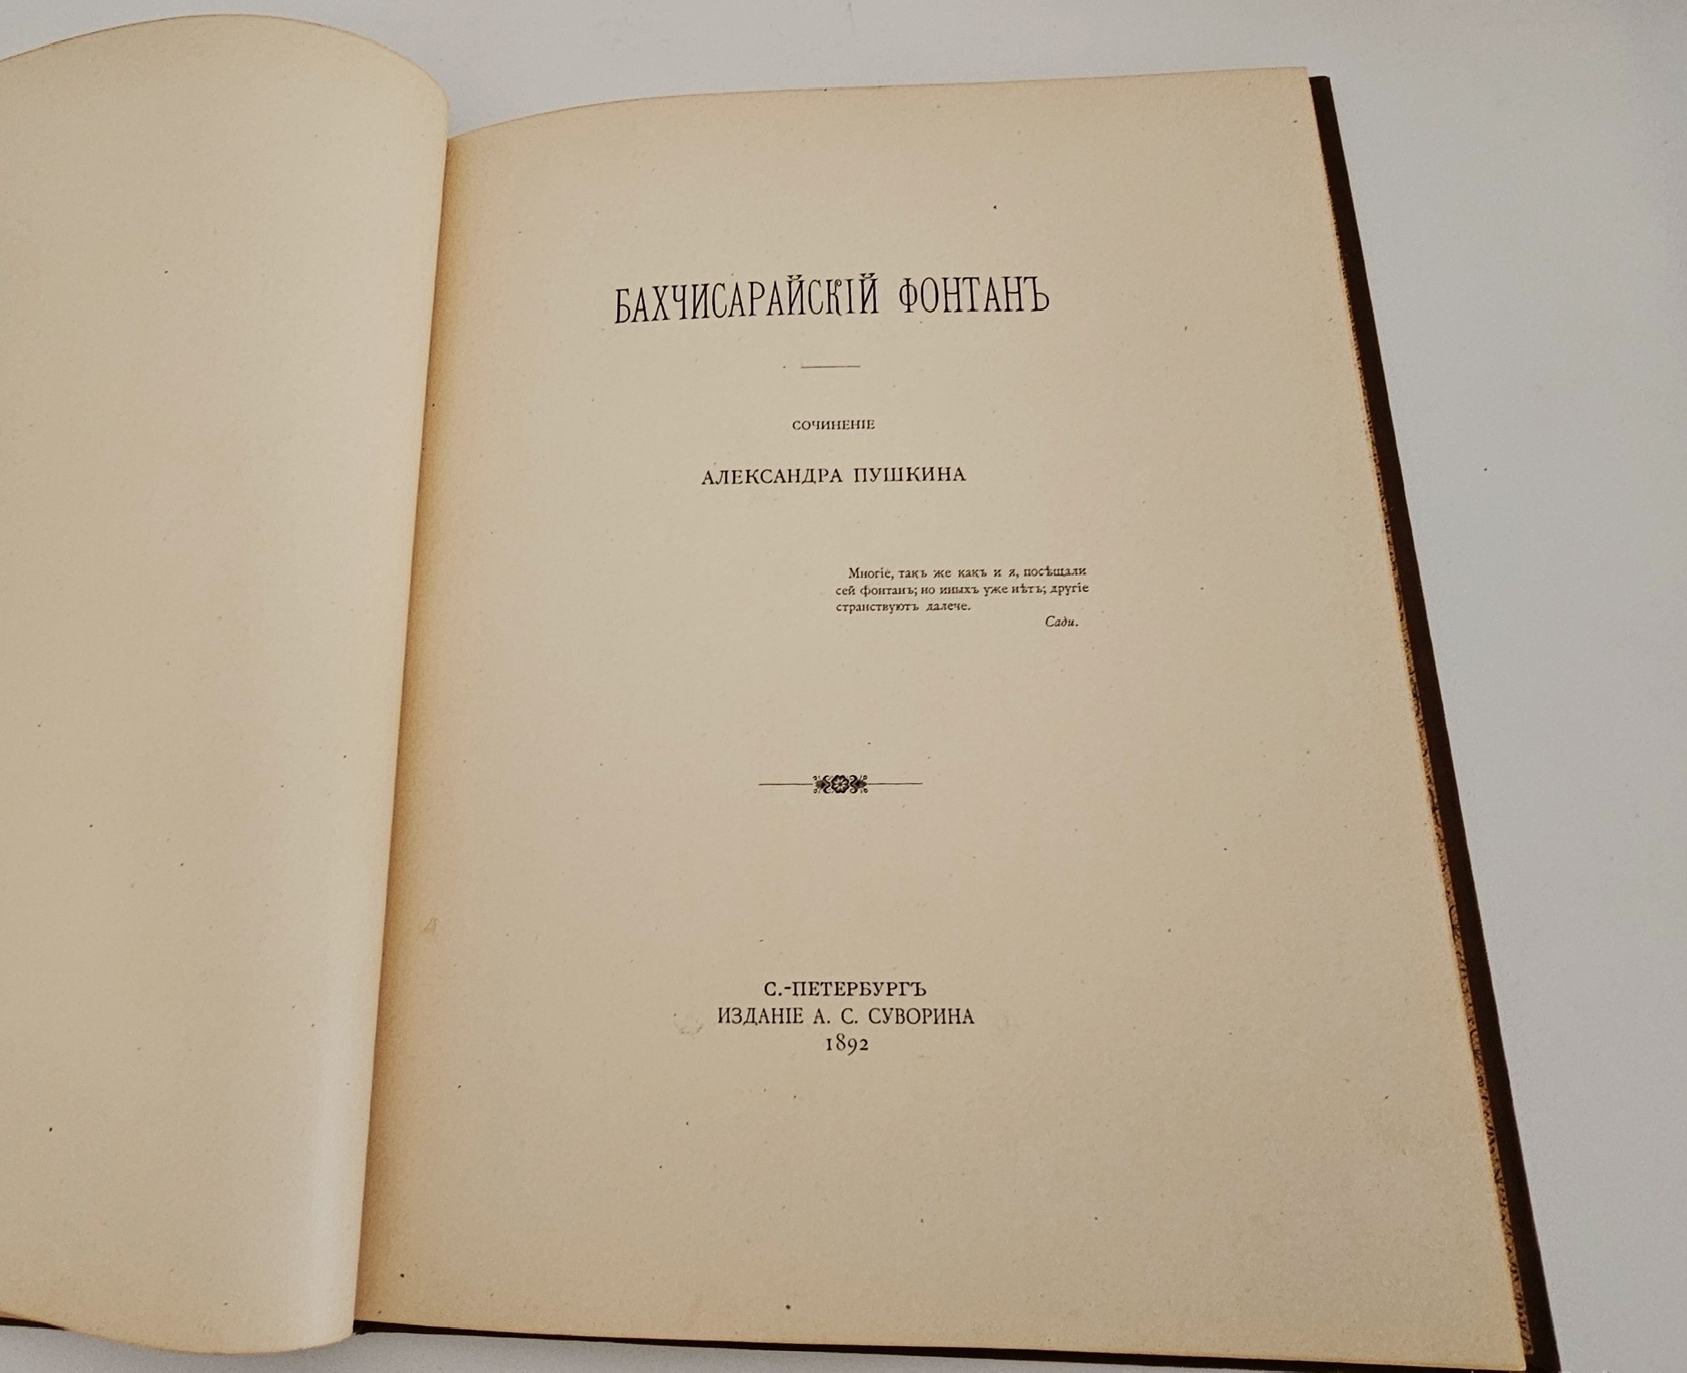 БАХЧИСАРАЙСКІЙ ФОНТАНЪ
СОЧИНЕНІЕ
АЛЕКСАНДРА ПУШКИНА
Многіе, такъ же какъ и я, посѣщали
сей фонтанъ; но иныхъ уже нѣтъ; другіе
странствуютъ далече.
Сади.
С.-ПЕТЕРБУРГЪ
ИЗДАНІЕ А. С. СУВОРИНА
1892